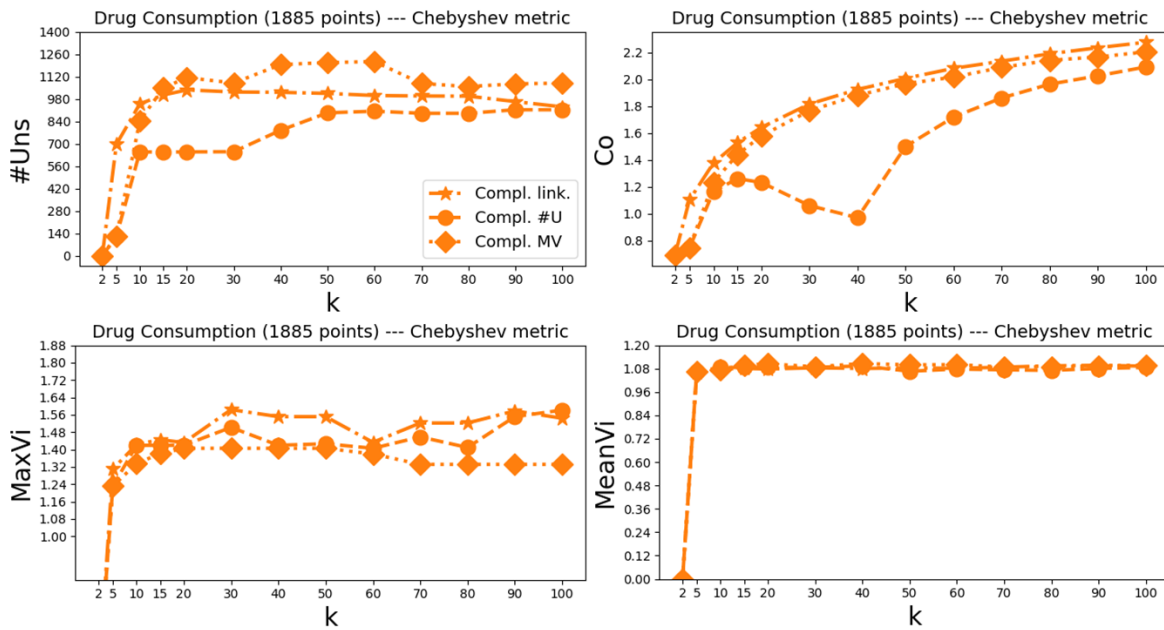 Drug Consumption (1885 points) --- Chebyshev metric
1400
1260
1120
980
840
700
560
420
280
140
0
#Uns
Compl. link.
Compl. #U
Compl. MV
2 5 10 15 20 30 40 50 60 70 80 90 100
k
Drug Consumption (1885 points) --- Chebyshev metric
2.2
2.0
1.8
1.6
1.4
1.2
1.0
0.8
Co
2 5 10 15 20 30 40 50 60 70 80 90 100
k
Drug Consumption (1885 points) --- Chebyshev metric
1.88
1.80
1.72
1.64
1.56
1.48
1.40
1.32
1.24
1.16
1.08
1.00
MaxVi
2 5 10 15 20 30 40 50 60 70 80 90 100
k
Drug Consumption (1885 points) --- Chebyshev metric
1.20
1.08
0.96
0.84
0.72
0.60
0.48
0.36
0.24
0.12
0.00
MeanVi
2 5 10 15 20 30 40 50 60 70 80 90 100
k